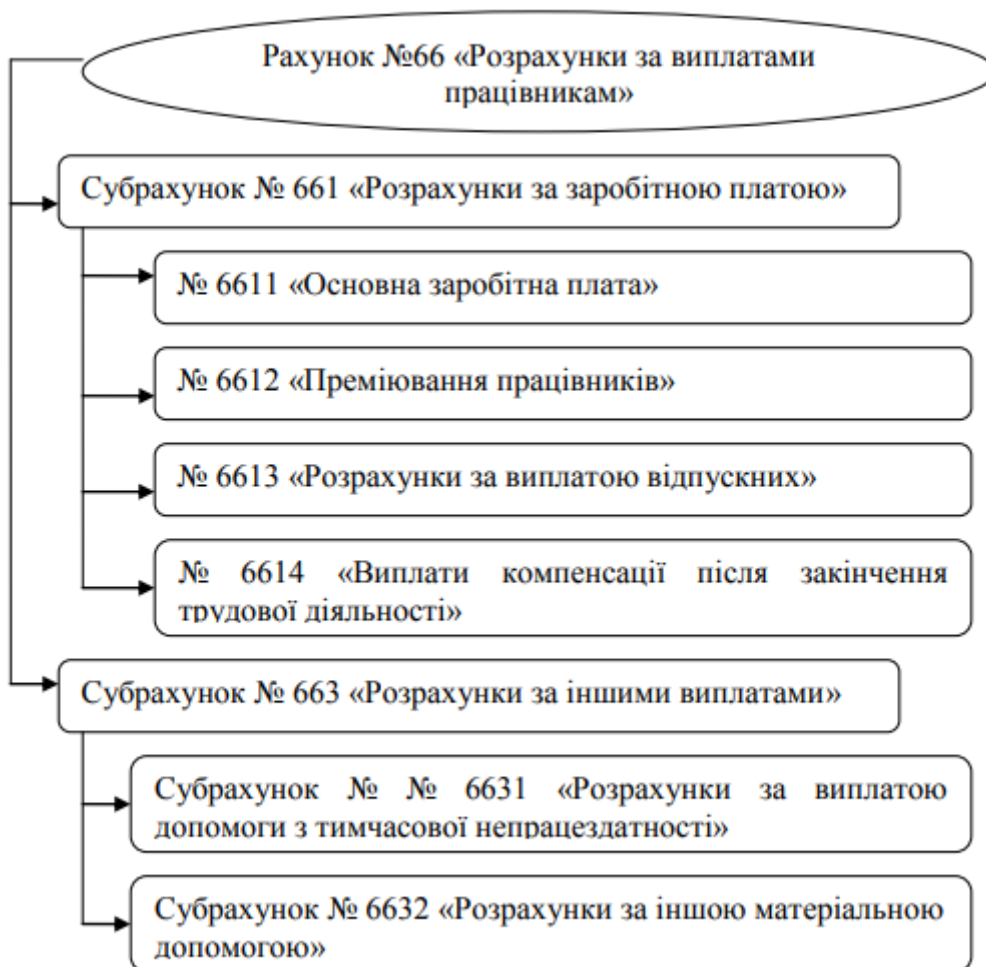 Рахунок №66 «Розрахунки за виплатами
працівникам»
Субрахунок № 661 «Розрахунки за заробітною платою»
№ 6611 «Основна заробітна плата»
№ 6612 «Преміювання працівників»
№ 6613 «Розрахунки за виплатою відпускних»
№ 6614 «Виплати компенсації після закінчення
трудової діяльності»
Субрахунок № 663 «Розрахунки за іншими виплатами»
Субрахунок № № 6631 «Розрахунки за виплатою
допомоги з тимчасової непрацездатності»
Субрахунок № 6632 «Розрахунки за іншою матеріальною
допомогою»